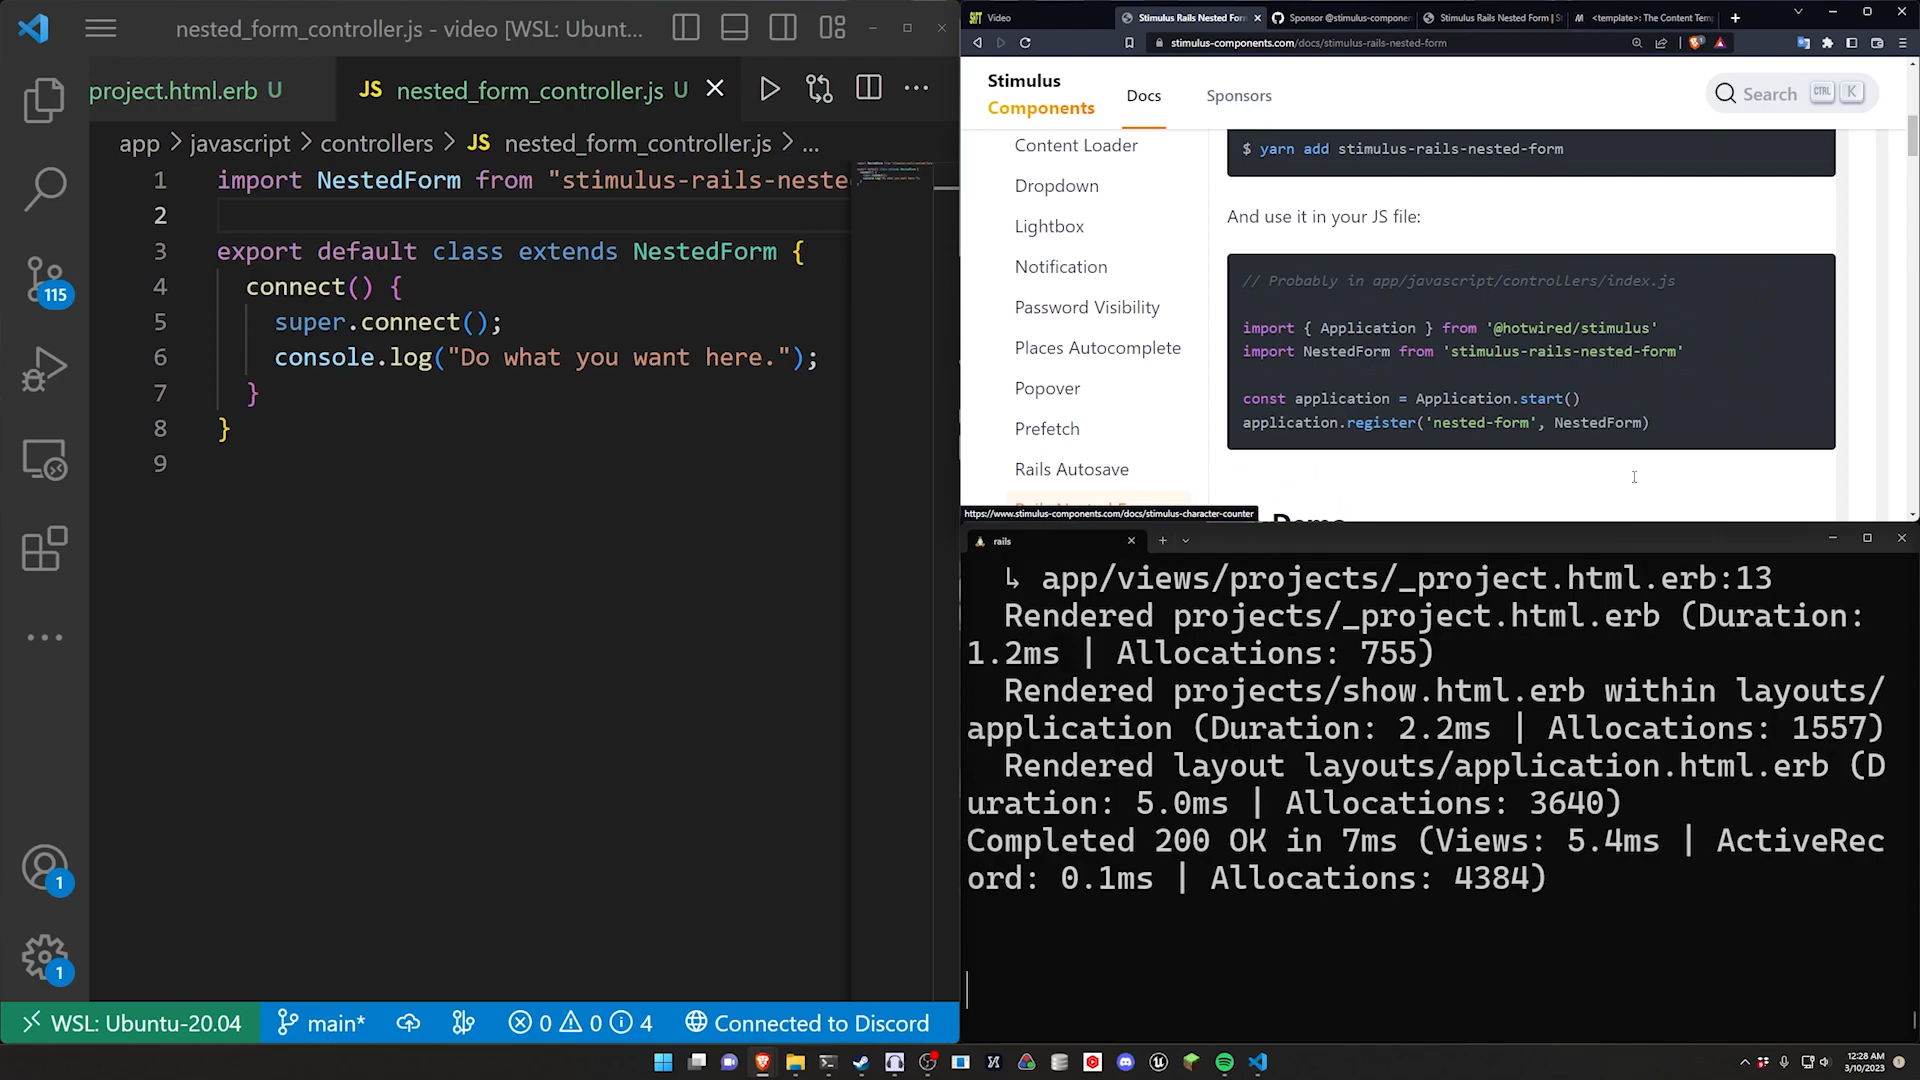 nested_form_controller.js - video [WSL: Ubunt...
project.html.erb U
JS nested_form_controller.js U
app > javascript > controllers > JS nested_form_controller.js > ...
1 import NestedForm from "stimulus-rails-neste
2
3 export default class extends NestedForm {
4 connect() {
5 super.connect();
6 console.log("Do what you want here.");
7 }
8 }
9
115
1
1
WSL: Ubuntu-20.04 main* 0 0 4 Connected to Discord
Video
Stimulus Rails Nested Form
Sponsor @stimulus-componen
Stimulus Rails Nested Form | S
<template>: The Content Temp
stimulus-components.com/docs/stimulus-rails-nested-form
Stimulus
Components
Docs
Sponsors
Search CTRL K
Content Loader
Dropdown
Lightbox
Notification
Password Visibility
Places Autocomplete
Popover
Prefetch
Rails Autosave
$ yarn add stimulus-rails-nested-form
And use it in your JS file:
// Probably in app/javascript/controllers/index.js
import { Application } from '@hotwired/stimulus'
import NestedForm from 'stimulus-rails-nested-form'
const application = Application.start()
application.register('nested-form', NestedForm)
Demo
https://www.stimulus-components.com/docs/stimulus-character-counter
rails
↳ app/views/projects/_project.html.erb:13
Rendered projects/_project.html.erb (Duration:
1.2ms | Allocations: 755)
Rendered projects/show.html.erb within layouts/
application (Duration: 2.2ms | Allocations: 1557)
Rendered layout layouts/application.html.erb (D
uration: 5.0ms | Allocations: 3640)
Completed 200 OK in 7ms (Views: 5.4ms | ActiveRec
ord: 0.1ms | Allocations: 4384)
12:28 AM
3/10/2023